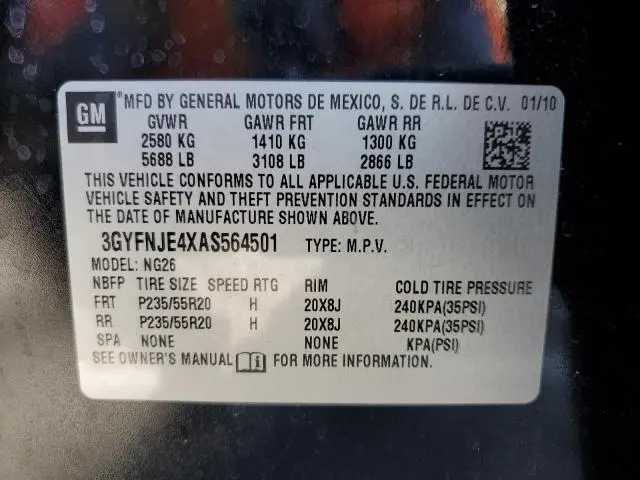 GM *MFD BY GENERAL MOTORS DE MEXICO, S. DE R.L. DE C.V. 01/10
GVWR GAWR FRT GAWR RR
2580 KG 1410 KG 1300 KG
5688 LB 3108 LB 2866 LB
THIS VEHICLE CONFORMS TO ALL APPLICABLE U.S. FEDERAL MOTOR
VEHICLE SAFETY AND THEFT PREVENTION STANDARDS IN EFFECT ON
THE DATE OF MANUFACTURE SHOWN ABOVE.
3GYFNJE4XAS564501 TYPE: M.P.V.
MODEL: NG26
NBFP TIRE SIZE SPEED RTG RIM COLD TIRE PRESSURE
FRT P235/55R20 H 20X8J 240KPA(35PSI)
RR P235/55R20 H 20X8J 240KPA(35PSI)
SPA NONE NONE KPA(PSI)
SEE OWNER'S MANUAL FOR MORE INFORMATION.